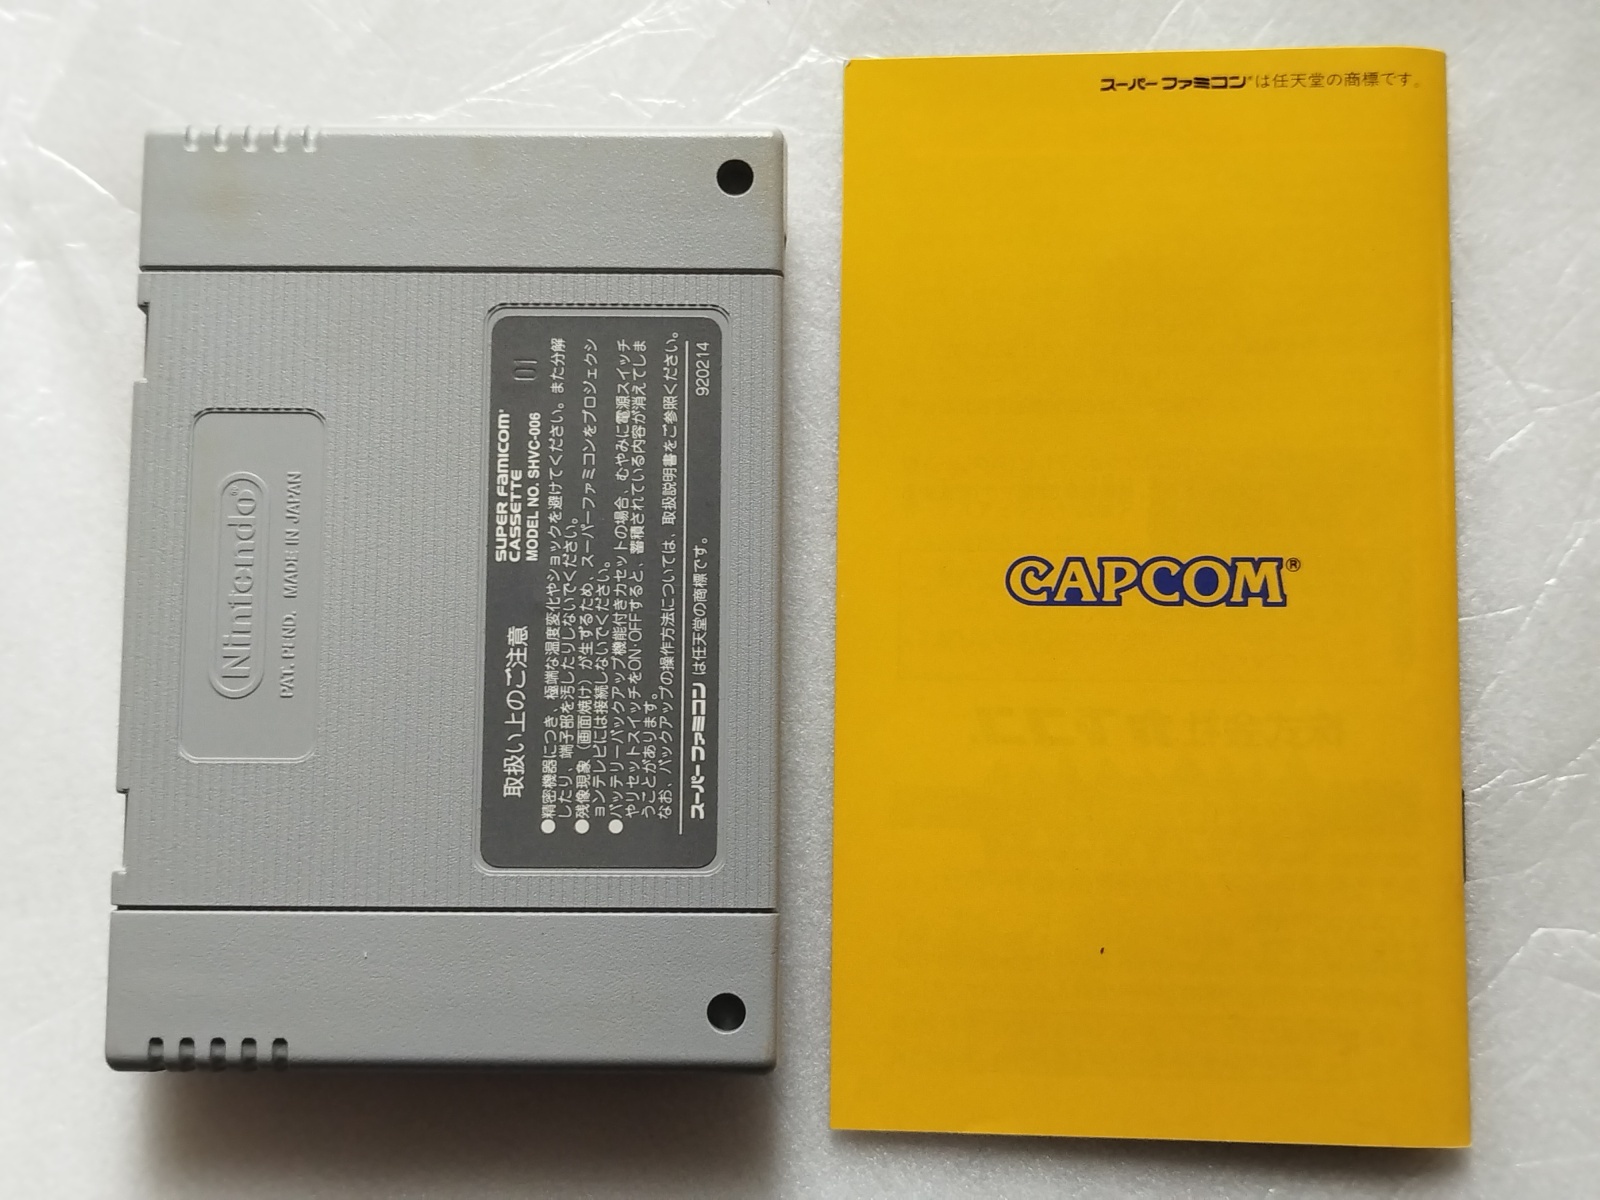 Nintendo®
PAT. PEND. MADE IN JAPAN
SUPER Famicom®
CASSETTE
MODEL NO. SHVC-006
01
取扱い上のご注意
●精密機器につき、極端な温度変化やショックを避けてください。また分解
したり、端子部を汚したりしないでください。
●残像現象(画面焼け)が生ずるため、スーパーファミコンをプロジェクシ
ョンテレビには接続しないでください。
●バッテリーバックアップ機能付きカセットの場合、むやみに電源スイッチ
やリセットスイッチをON・OFFすると、蓄積されている内容が消えてしま
うことがあります。
なお、バックアップの操作方法については、取扱説明書をご参照ください。
スーパーファミコン は任天堂の商標です。
920214
スーパーファミコン®は任天堂の商標です。
CAPCOM®